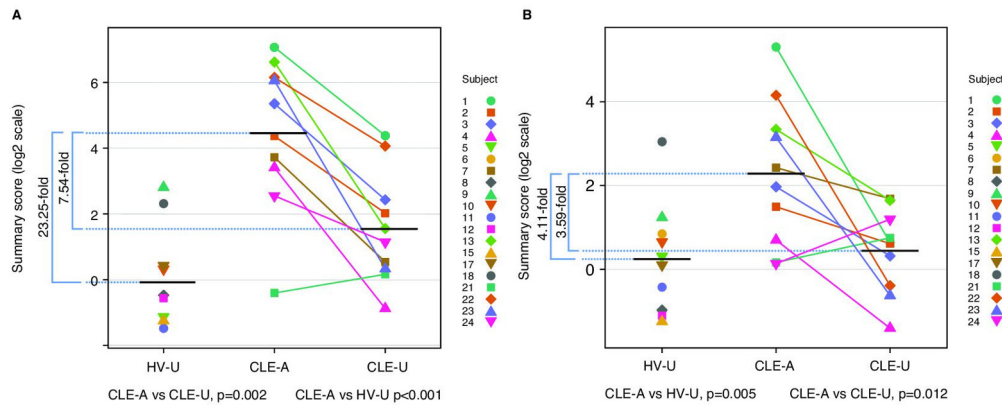 A
Summary score (log2 scale)
6
4
2
0
23.25-fold
7.54-fold
HV-U
CLE-A
CLE-U
CLE-A vs CLE-U, p=0.002
CLE-A vs HV-U p<0.001
Subject
1
2
3
4
5
6
7
8
9
10
11
12
13
15
17
18
21
22
23
24
B
Summary score (log2 scale)
4
2
0
4.11-fold
3.59-fold
HV-U
CLE-A
CLE-U
CLE-A vs HV-U, p=0.005
CLE-A vs CLE-U, p=0.012
Subject
1
2
3
4
5
6
7
8
9
10
11
12
13
15
17
18
21
22
23
24